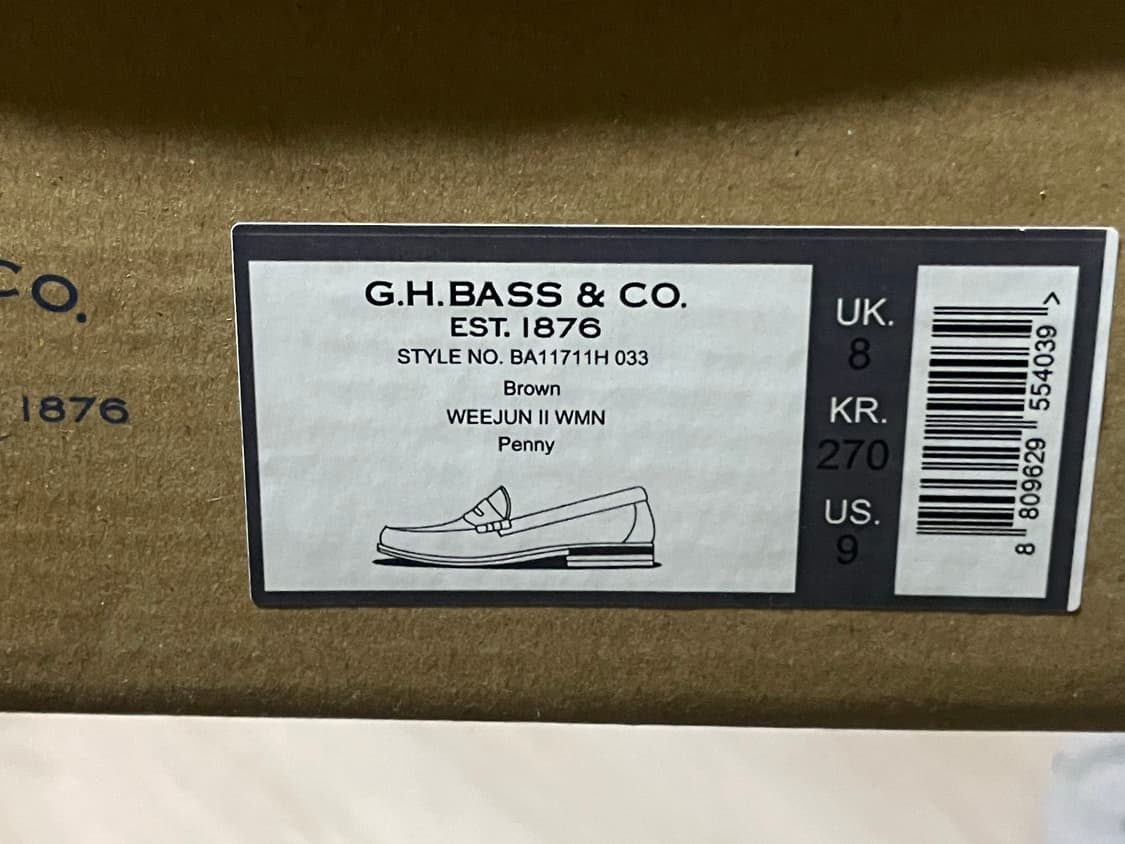 CO.
1876
G.H.BASS & CO.
EST. 1876
STYLE NO. BA11711H 033
Brown
WEEJUN II WMN
Penny
UK.
8
KR.
270
US.
9
8 809629 554039 >